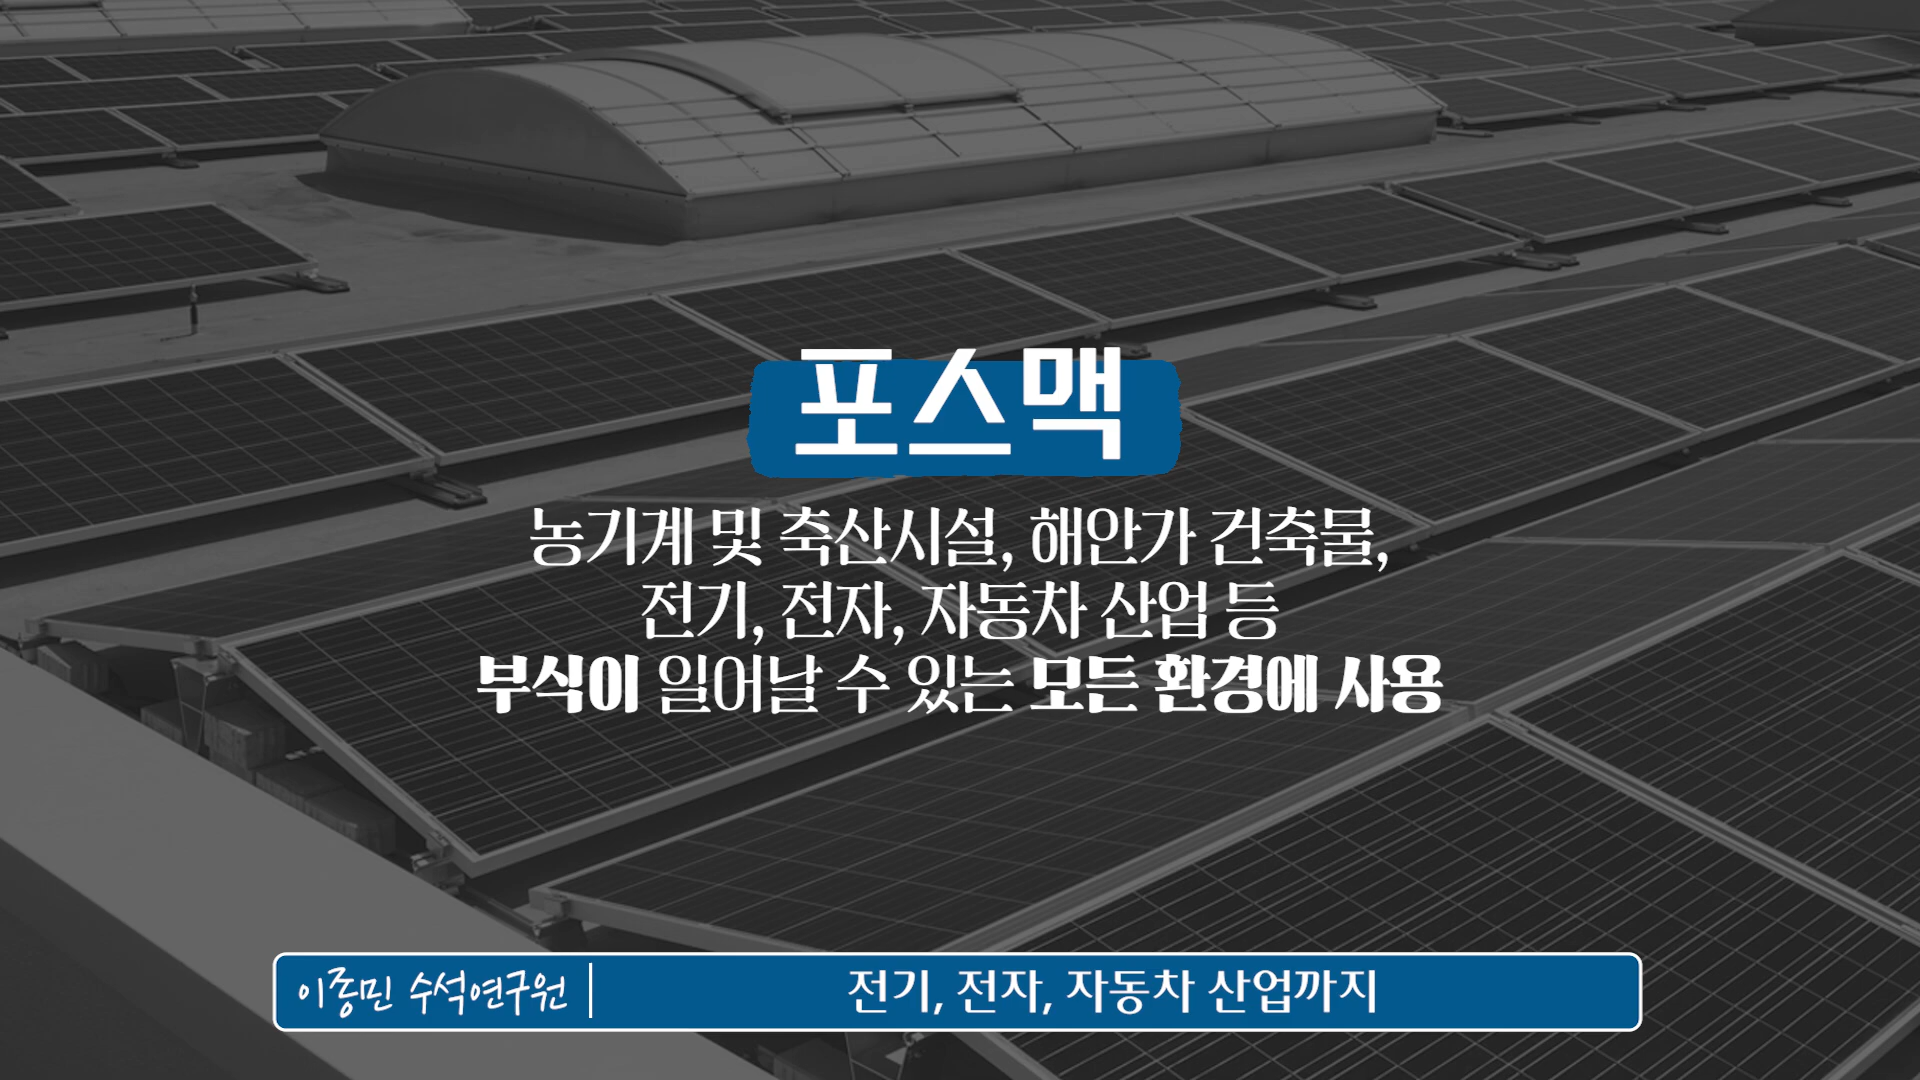 포스맥
농기계 및 축산시설, 해안가 건축물,
전기, 전자, 자동차 산업 등
부식이 일어날 수 있는 모든 환경에 사용
이종민 수석연구원
전기, 전자, 자동차 산업까지